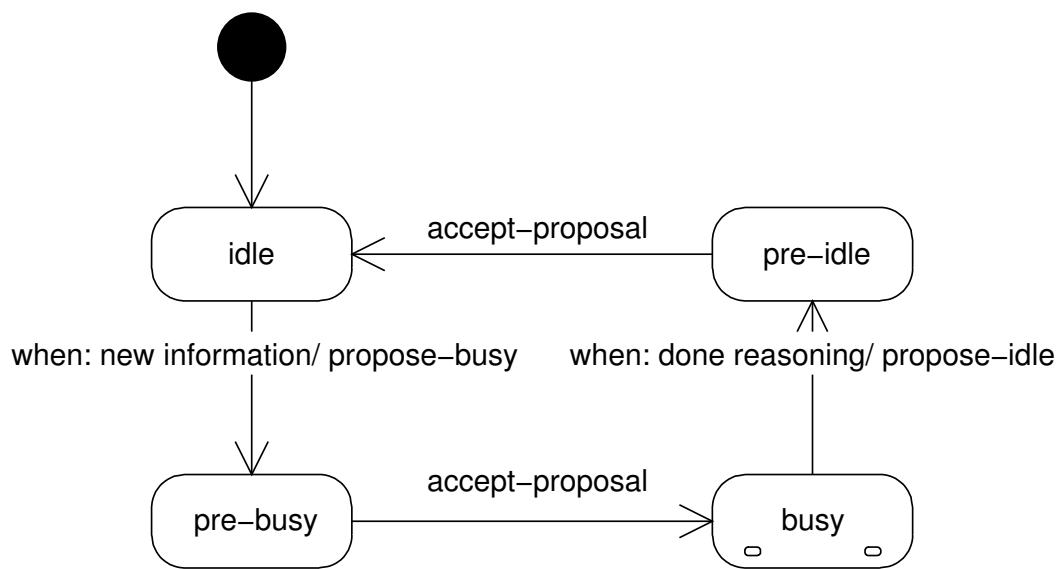 idle
accept−proposal
pre−idle
when: new information/ propose−busy
when: done reasoning/ propose−idle
pre−busy
accept−proposal
busy